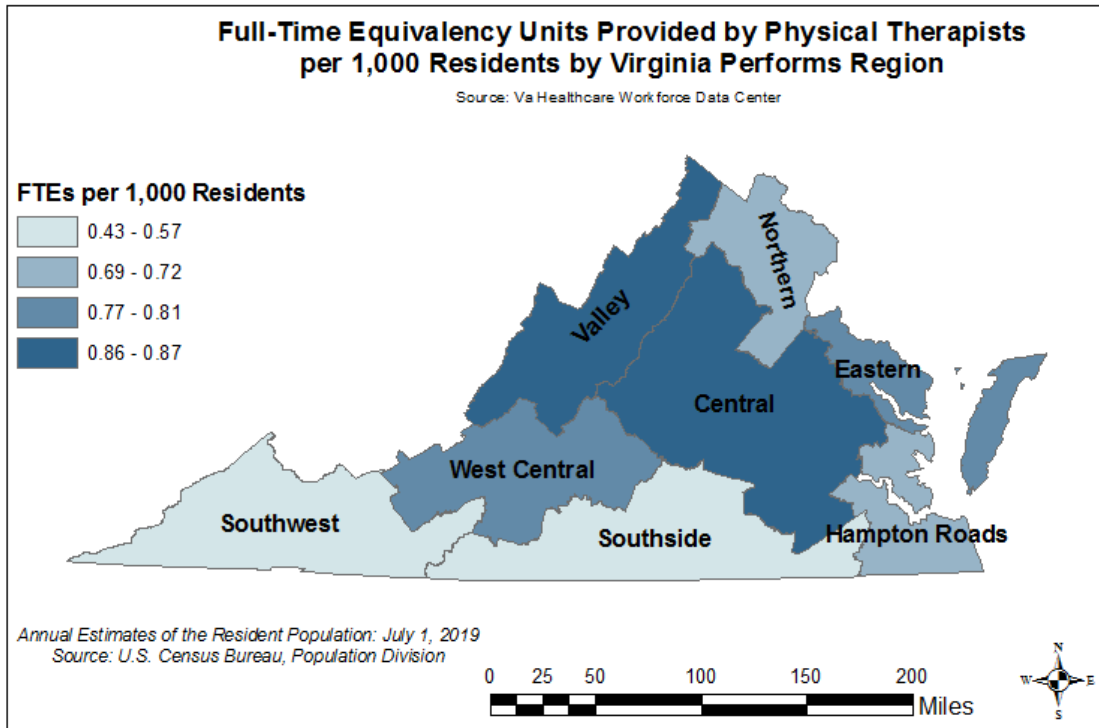 Full-Time Equivalency Units Provided by Physical Therapists
per 1,000 Residents by Virginia Performs Region
Source: Va Healthcare Workforce Data Center
FTEs per 1,000 Residents
0.43 - 0.57
0.69 - 0.72
0.77 - 0.81
0.86 - 0.87
Northern
Valley
Eastern
Central
West Central
Southwest
Southside
Hampton Roads
Annual Estimates of the Resident Population: July 1, 2019
Source: U.S. Census Bureau, Population Division
0 25 50 100 150 200
Miles
N
W E
S